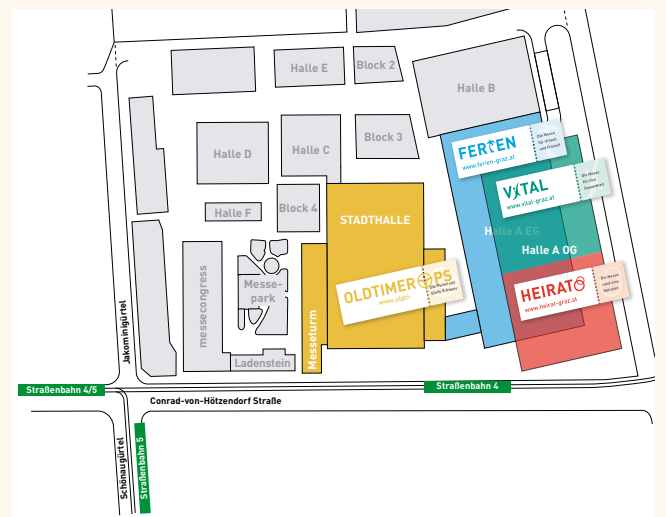 Halle E
Block 2
Halle B
Halle D
Halle C
Block 3
FERIEN
www.ferien-graz.at
Die Messe
für Urlaub
und Freizeit
VITAL
www.vital-graz.at
Die Messe
für Ihre
Gesundheit
Halle F
Block 4
STADTHALLE
Halle A EG
Halle A OG
messecongress
Messe-
park
Messeturm
Ladenstein
OLDTIMER PS
www.oldti-
HEIRAT
www.heirat-graz.at
Die Messe
rund ums
Heiraten
Jakominigürtel
Straßenbahn 4/5
Straßenbahn 4
Conrad-von-Hötzendorf Straße
Schönaugürtel
Straßenbahn 5